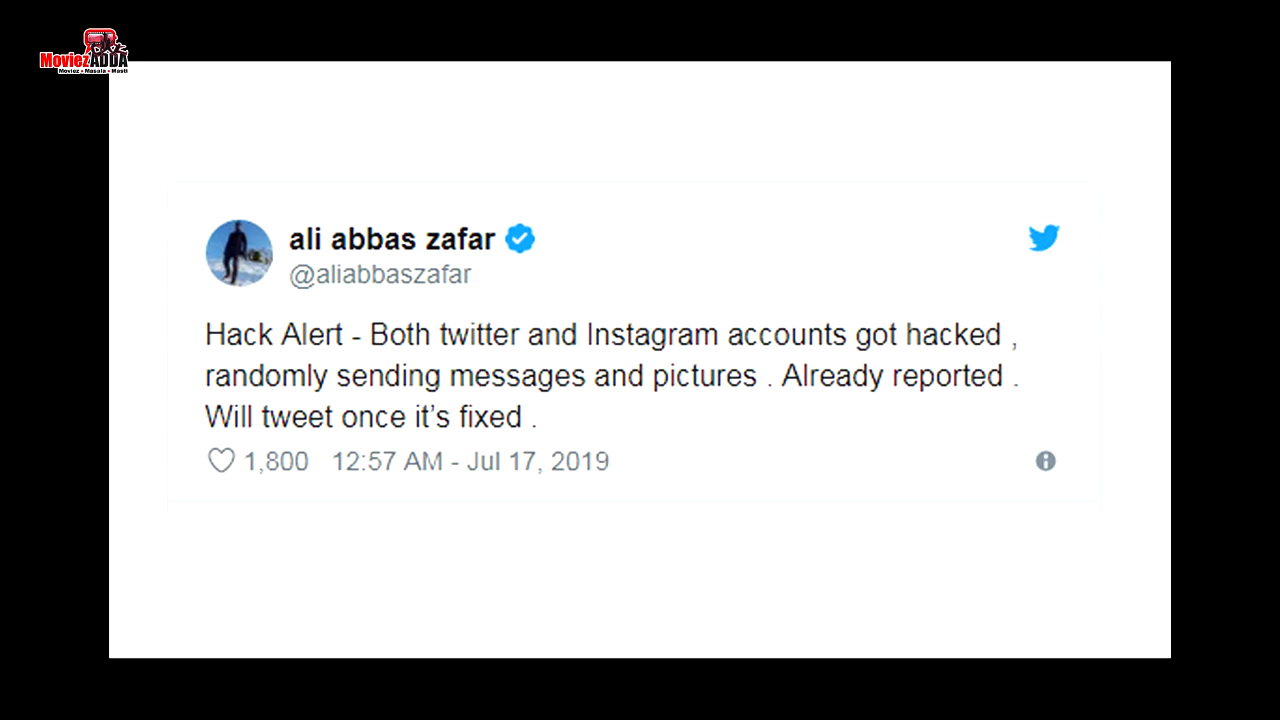 MoviezADDA
Moviez • Masala • Masti
ali abbas zafar
@aliabbaszafar
Hack Alert - Both twitter and Instagram accounts got hacked ,
randomly sending messages and pictures . Already reported .
Will tweet once it’s fixed .
1,800 12:57 AM - Jul 17, 2019